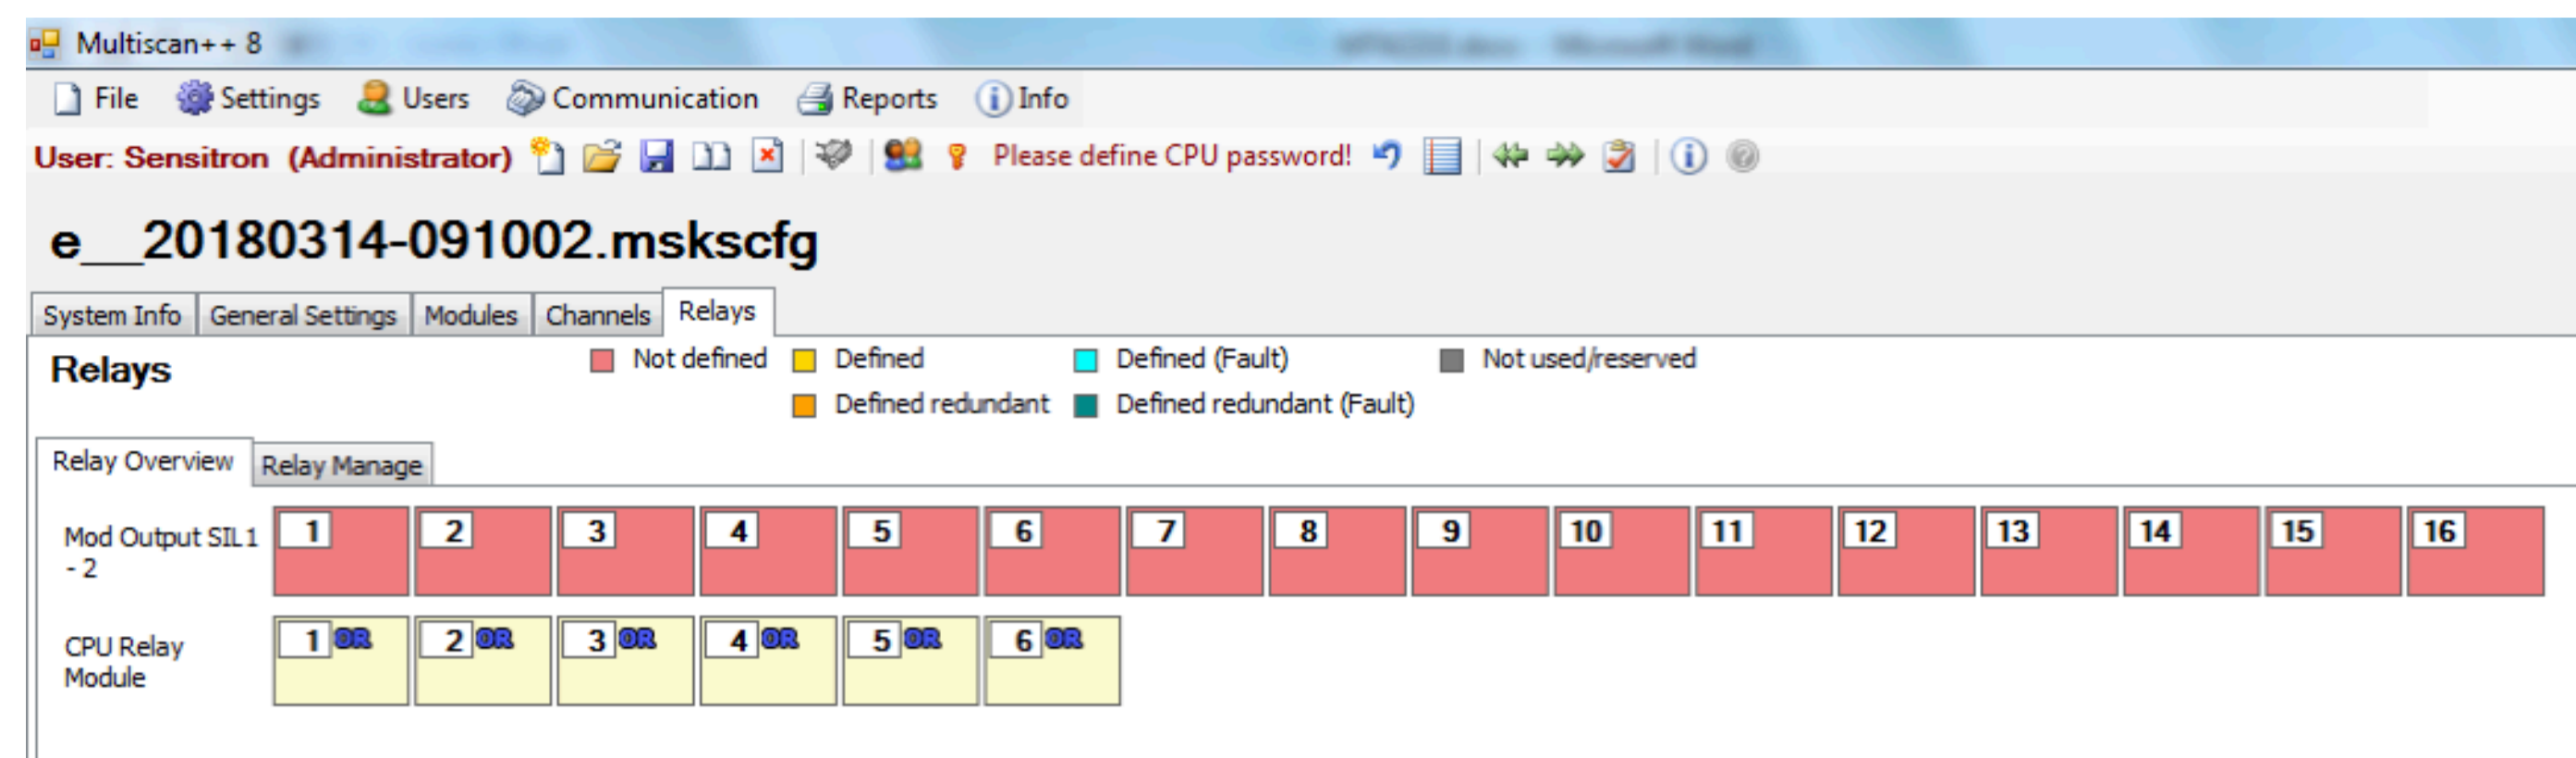 Multiscan++ 8
File Settings Users Communication Reports Info
User: Sensitron (Administrator) Please define CPU password!
e__20180314-091002.mskscfg
System Info General Settings Modules Channels Relays
Relays
Not defined Defined Defined (Fault) Not used/reserved
Defined redundant Defined redundant (Fault)
Relay Overview Relay Manage
Mod Output SIL1
- 2
1 2 3 4 5 6 7 8 9 10 11 12 13 14 15 16
CPU Relay
Module
1 OR 2 OR 3 OR 4 OR 5 OR 6 OR